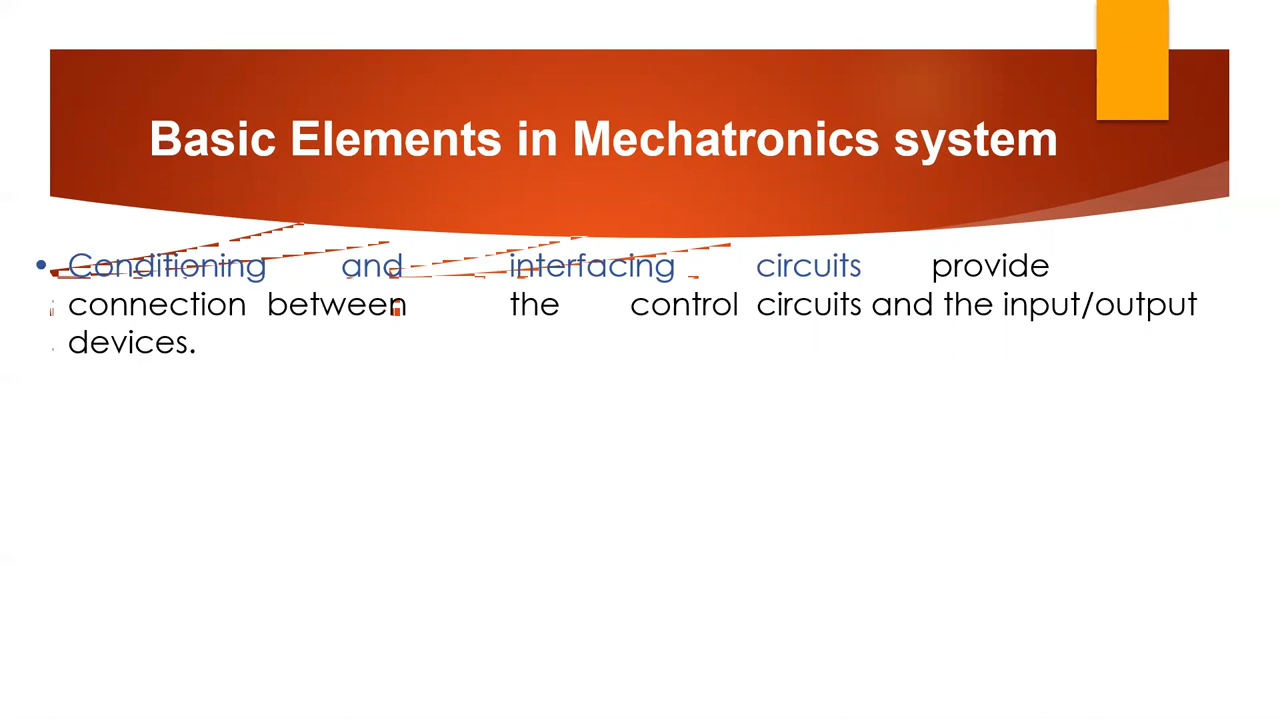 Basic Elements in Mechatronics system
• Conditioning and interfacing circuits provide
connection between the control circuits and the input/output
devices.